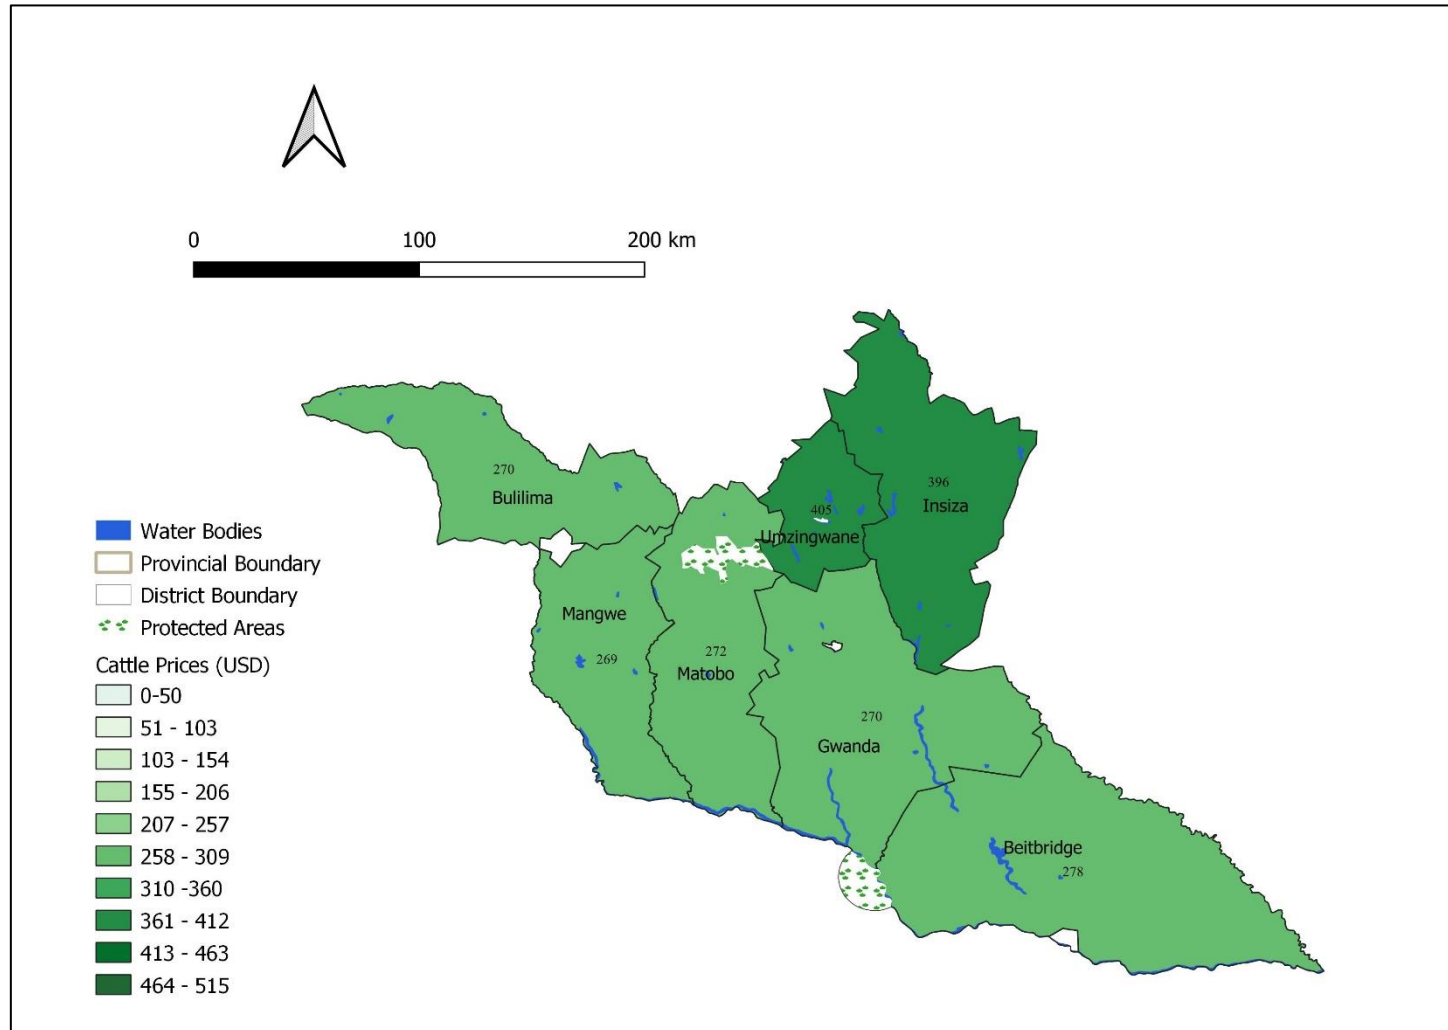 0 100 200 km
270
Bulilima
396
Insiza
405
Umzingwane
Mangwe
269
272
Matobo
270
Gwanda
Beitbridge
278
Water Bodies
Provincial Boundary
District Boundary
Protected Areas
Cattle Prices (USD)
0-50
51 - 103
103 - 154
155 - 206
207 - 257
258 - 309
310 -360
361 - 412
413 - 463
464 - 515